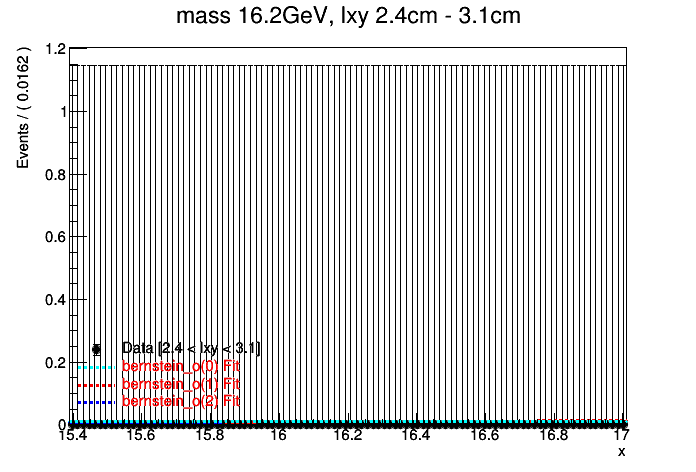 mass 16.2GeV, lxy 2.4cm - 3.1cm
Events / ( 0.0162 )
1.2
1
0.8
0.6
0.4
0.2
0
Data [2.4 < lxy < 3.1]
bernstein_o(0) Fit
bernstein_o(1) Fit
bernstein_o(2) Fit
15.4 15.6 15.8 16 16.2 16.4 16.6 16.8 17
x